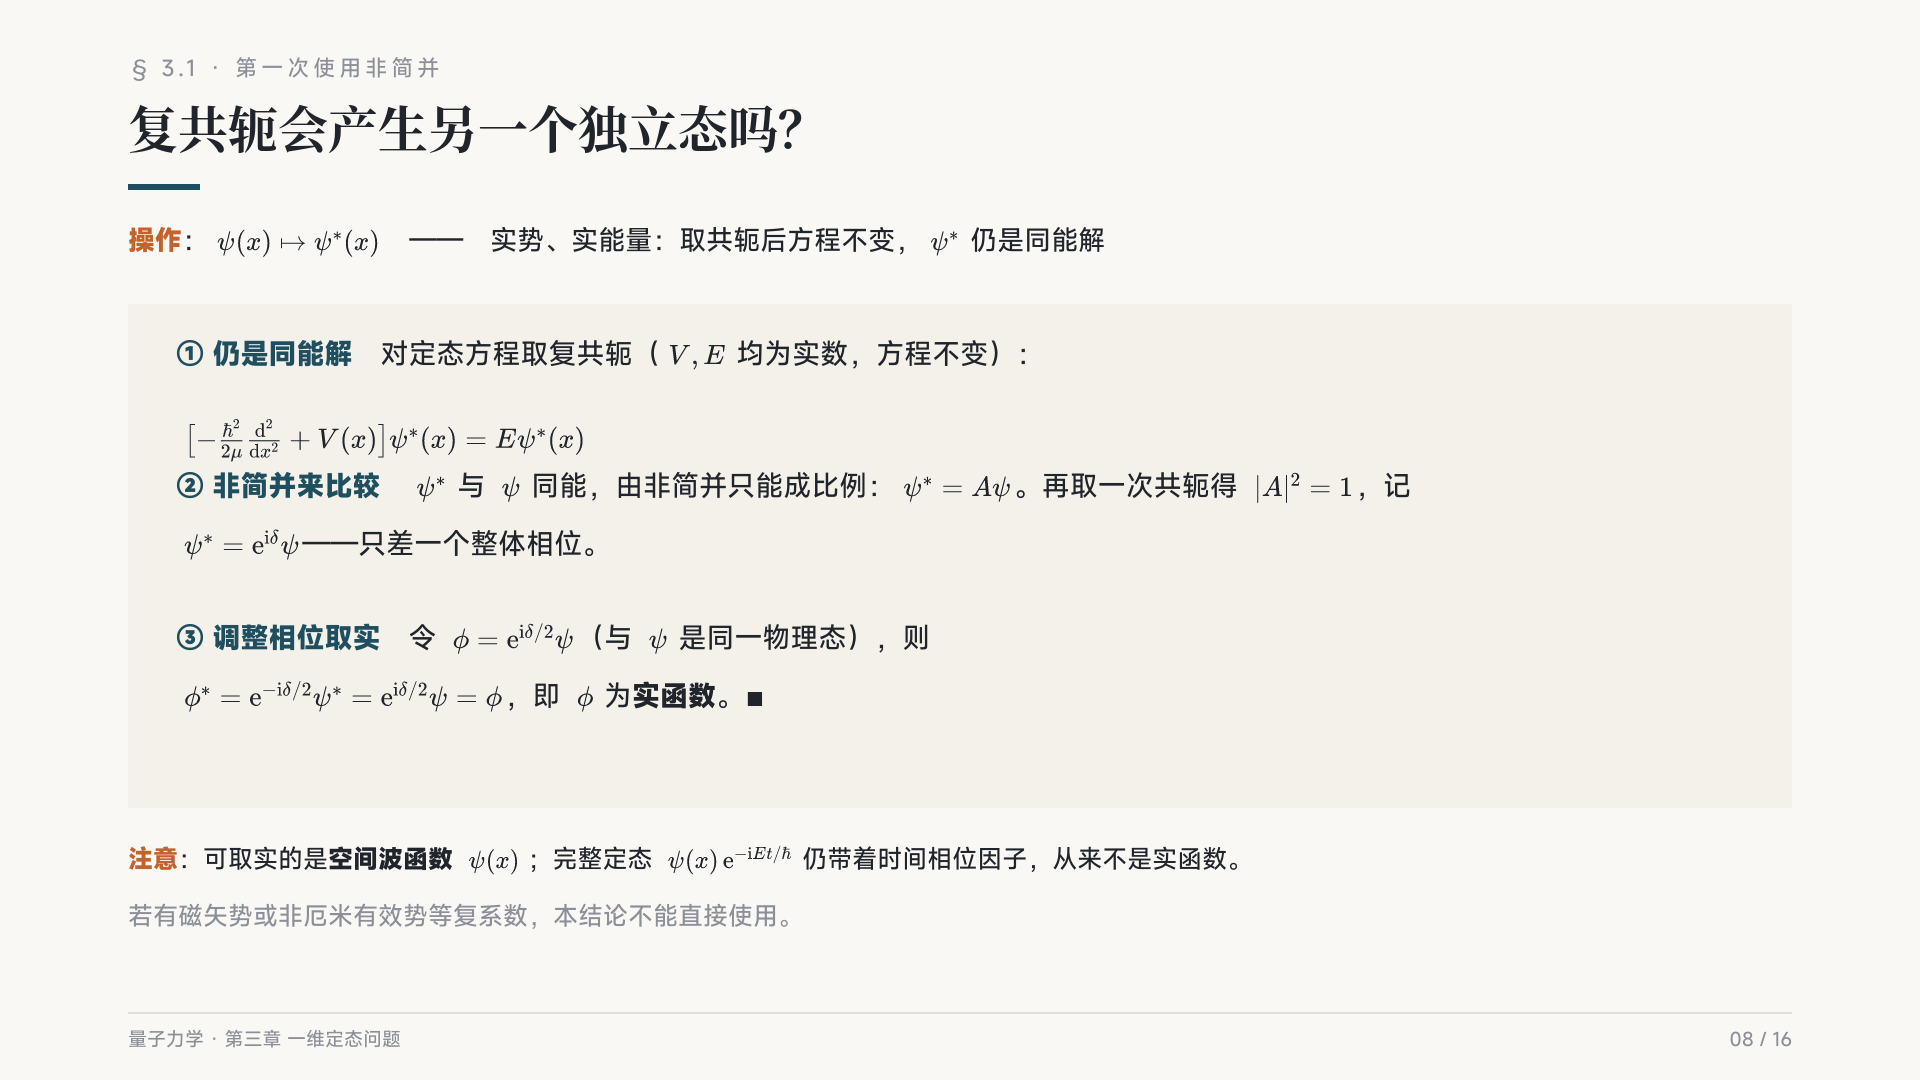 § 3.1 · 第一次使用非简并
复共轭会产生另一个独立态吗?
操作： ψ(x) ↦ ψ*(x) —— 实势、实能量：取共轭后方程不变， ψ* 仍是同能解
① 仍是同能解 对定态方程取复共轭（ V, E 均为实数，方程不变）：
[−ħ²/2μ d²/dx² + V(x)]ψ*(x) = Eψ*(x)
② 非简并来比较 ψ* 与 ψ 同能，由非简并只能成比例： ψ* = Aψ。再取一次共轭得 |A|² = 1，记
ψ* = e^{iδ}ψ——只差一个整体相位。
③ 调整相位取实 令 ϕ = e^{iδ/2}ψ（与 ψ 是同一物理态），则
ϕ* = e^{−iδ/2}ψ* = e^{iδ/2}ψ = ϕ，即 ϕ 为实函数。■
注意：可取实的是空间波函数 ψ(x)；完整定态 ψ(x) e^{−iEt/ħ} 仍带着时间相位因子，从来不是实函数。
若有磁矢势或非厄米有效势等复系数，本结论不能直接使用。
量子力学 · 第三章 一维定态问题
08 / 16